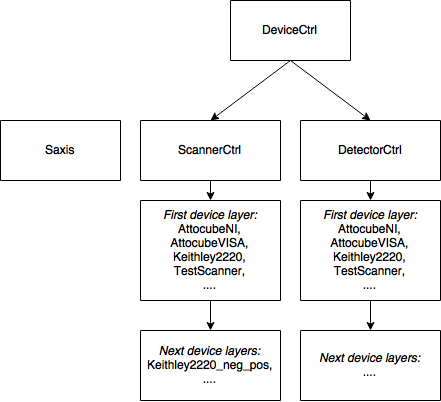 DeviceCtrl
Saxis
ScannerCtrl
DetectorCtrl
First device layer:
AttocubeNI,
AttocubeVISA,
Keithley2220,
TestScanner,
....
First device layer:
AttocubeNI,
AttocubeVISA,
Keithley2220,
TestScanner,
....
Next device layers:
Keithley2220_neg_pos,
....
Next device layers:
....